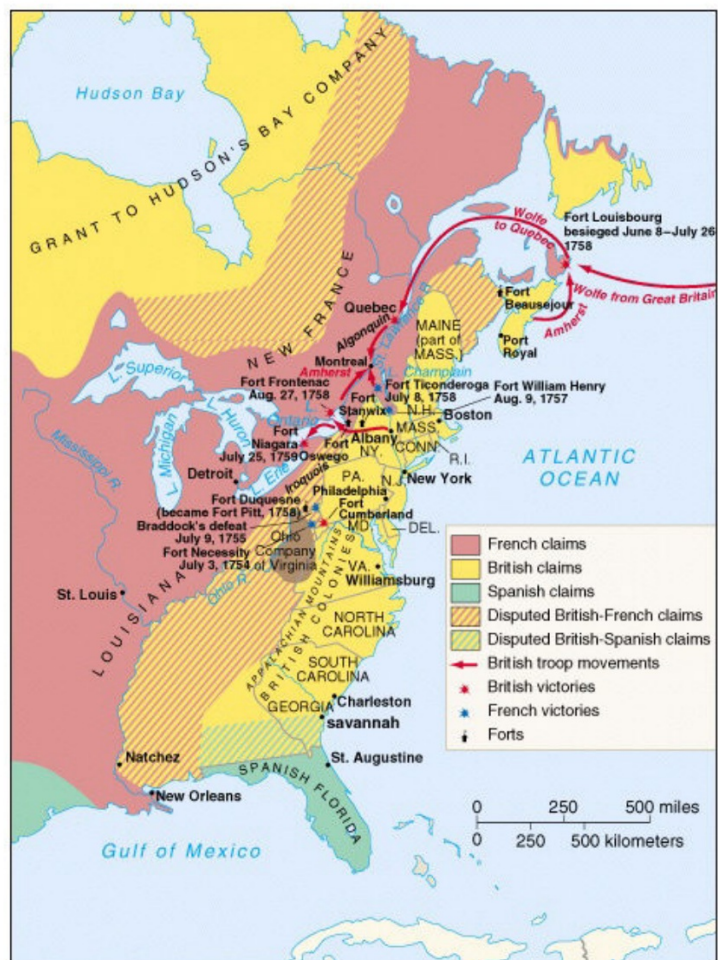 Hudson Bay
GRANT TO HUDSON'S BAY COMPANY
Wolfe
to Quebec
Fort Louisbourg
besieged June 8–July 26
1758
Wolfe from Great Britain
Amherst
Fort
Beausejour
Port
Royal
NEW FRANCE
Quebec
Algonquin
St. Lawrence R.
MAINE
(part of
MASS.)
Montreal
Amherst
L. Champlain
L. Superior
Fort Frontenac
Aug. 27, 1758
Fort Ticonderoga
July 8, 1758
Fort William Henry
Aug. 9, 1757
Fort
Stanwix
N.H.
Boston
L. Huron
L. Michigan
Ontario
Fort
Niagara
July 25, 1759
Fort
Oswego
Albany
MASS.
NY.
CONN.
R.I.
Mississippi R.
Detroit
L. Erie
Iroquois
PA.
N.J.
New York
ATLANTIC
OCEAN
Philadelphia
Fort Duquesne
(became Fort Pitt, 1758)
Fort
Cumberland
Braddock's defeat
July 9, 1755
MD.
DEL.
Fort Necessity
July 3, 1754
Ohio
Company
of Virginia
VA.
Williamsburg
St. Louis
Ohio R.
LOUISIANA
APPALACHIAN MOUNTAINS
BRITISH COLONIES
NORTH
CAROLINA
SOUTH
CAROLINA
GEORGIA
Charleston
savannah
Natchez
St. Augustine
SPANISH FLORIDA
New Orleans
Gulf of Mexico
French claims
British claims
Spanish claims
Disputed British-French claims
Disputed British-Spanish claims
British troop movements
British victories
French victories
Forts
0 250 500 miles
0 250 500 kilometers